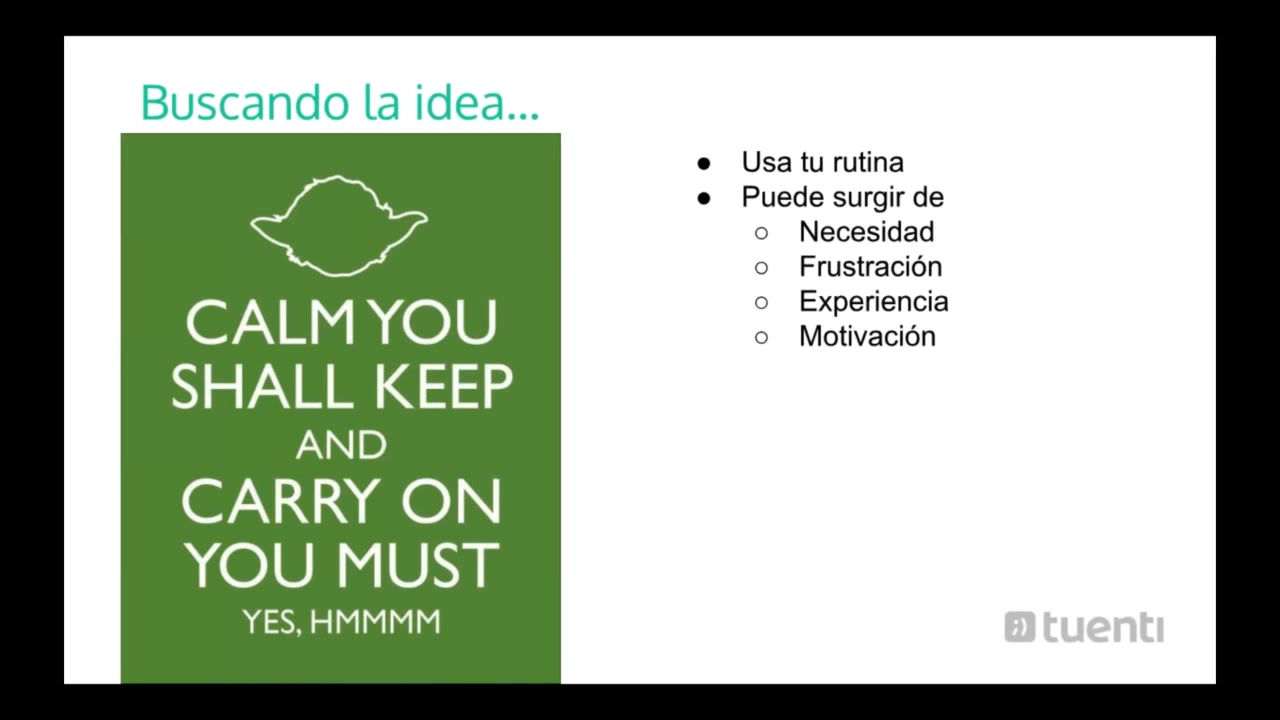 Buscando la idea...
CALM YOU
SHALL KEEP
AND
CARRY ON
YOU MUST
YES, HMMMM
● Usa tu rutina
● Puede surgir de
○ Necesidad
○ Frustración
○ Experiencia
○ Motivación
tuenti